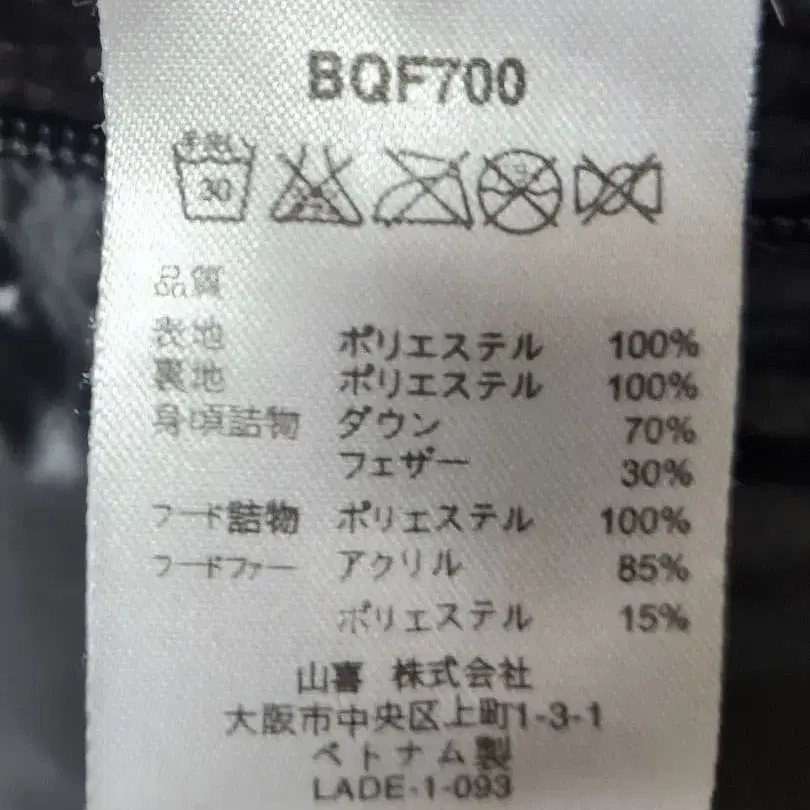 BQF700
手洗イ
30
品質
表地 ポリエステル 100%
裏地 ポリエステル 100%
身頃詰物 ダウン 70%
フェザー 30%
フード詰物 ポリエステル 100%
フードファー アクリル 85%
ポリエステル 15%
山喜 株式会社
大阪市中央区上町1-3-1
ベトナム製
LADE-1-093